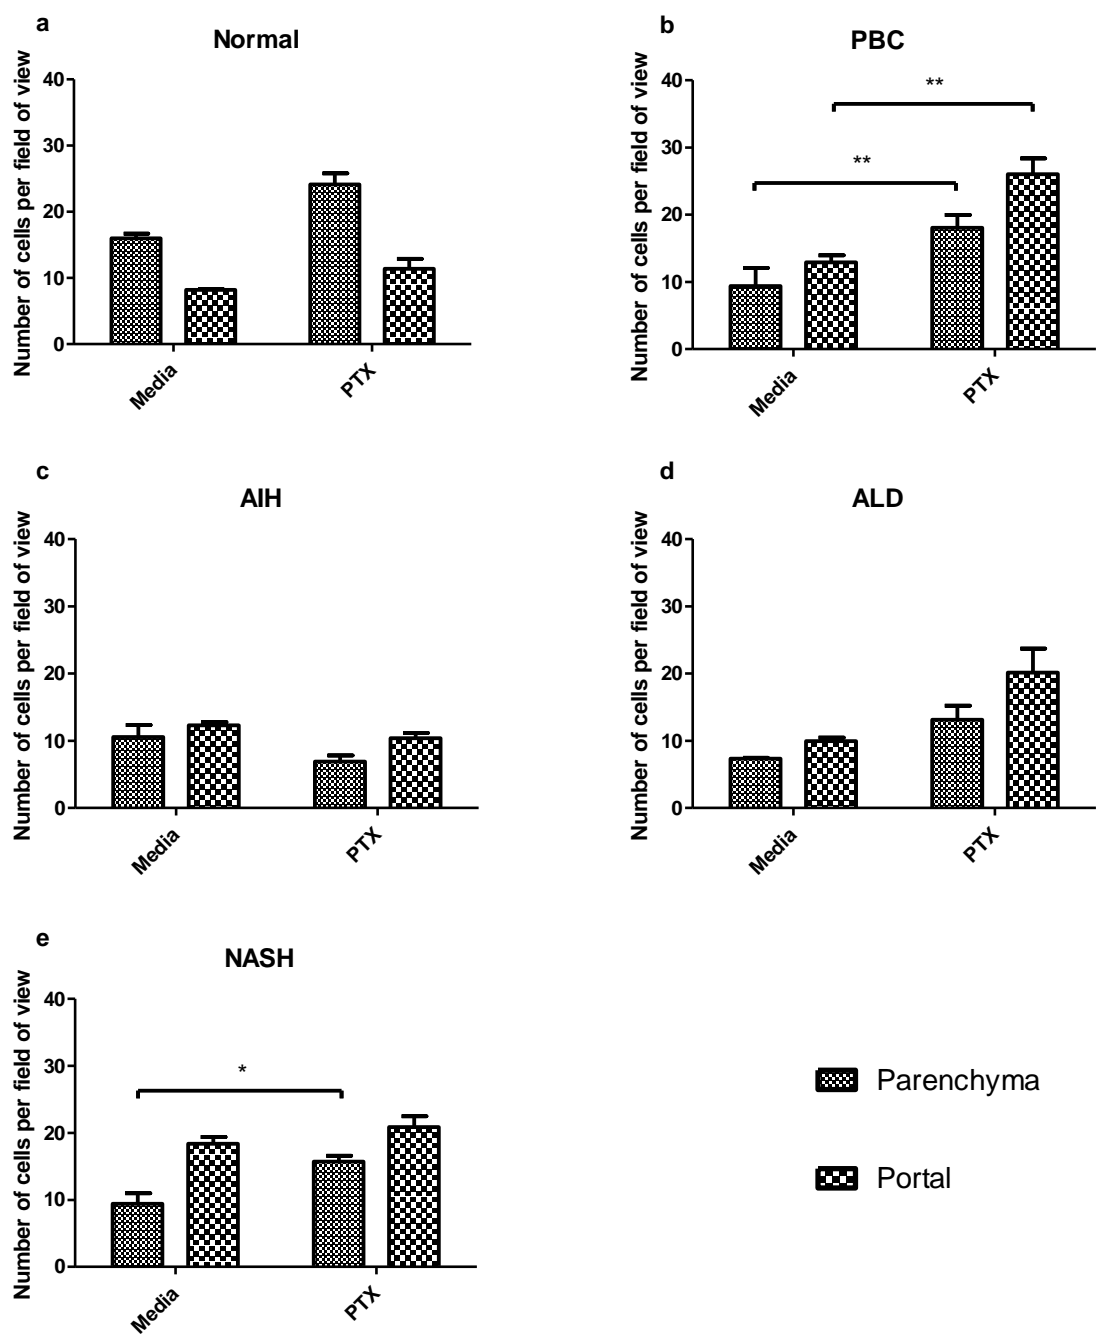 a
Normal
Number of cells per field of view
40
30
20
10
0
Media
PTX
b
PBC
Number of cells per field of view
40
30
20
10
0
**
**
Media
PTX
c
AIH
Number of cells per field of view
40
30
20
10
0
Media
PTX
d
ALD
Number of cells per field of view
40
30
20
10
0
Media
PTX
e
NASH
Number of cells per field of view
40
30
20
10
0
*
Media
PTX
Parenchyma
Portal